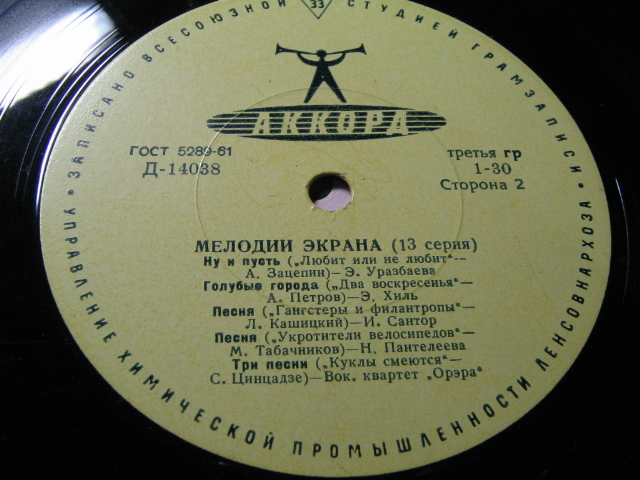 УПРАВЛЕНИЕ ХИМИЧЕСКОЙ ПРОМЫШЛЕННОСТИ ЛЕНСОВНАРХОЗА • ЗАПИСАНО ВСЕСОЮЗНОЙ СТУДИЕЙ ГРАМЗАПИСИ •
33
АККОРД
ГОСТ 5289-61
Д-14038
третья гр
1-30
Сторона 2
МЕЛОДИИ ЭКРАНА (13 серия)
Ну и пусть („Любит или не любит“—
А. Зацепин)—Э. Уразбаева
Голубые города („Два воскресенья“—
А. Петров)—Э. Хиль
Песня („Гангстеры и филантропы“—
Л. Кашицкий)—И. Сантор
Песня („Укротители велосипедов“—
М. Табачников)—Н. Пантелеева
Три песни („Куклы смеются“—
С. Цинцадзе)—Вок. квартет „Орэра“